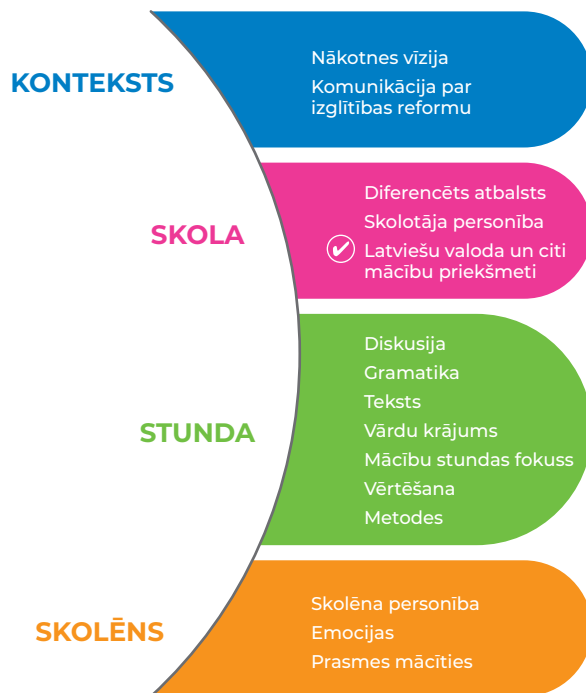 KONTEKSTS
Nākotnes vīzija
Komunikācija par
izglītības reformu
SKOLA
Diferencēts atbalsts
Skolotāja personība
Latviešu valoda un citi
mācību priekšmeti
STUNDA
Diskusija
Gramatika
Teksts
Vārdu krājums
Mācību stundas fokuss
Vērtēšana
Metodes
SKOLĒNS
Skolēna personība
Emocijas
Prasmes mācīties